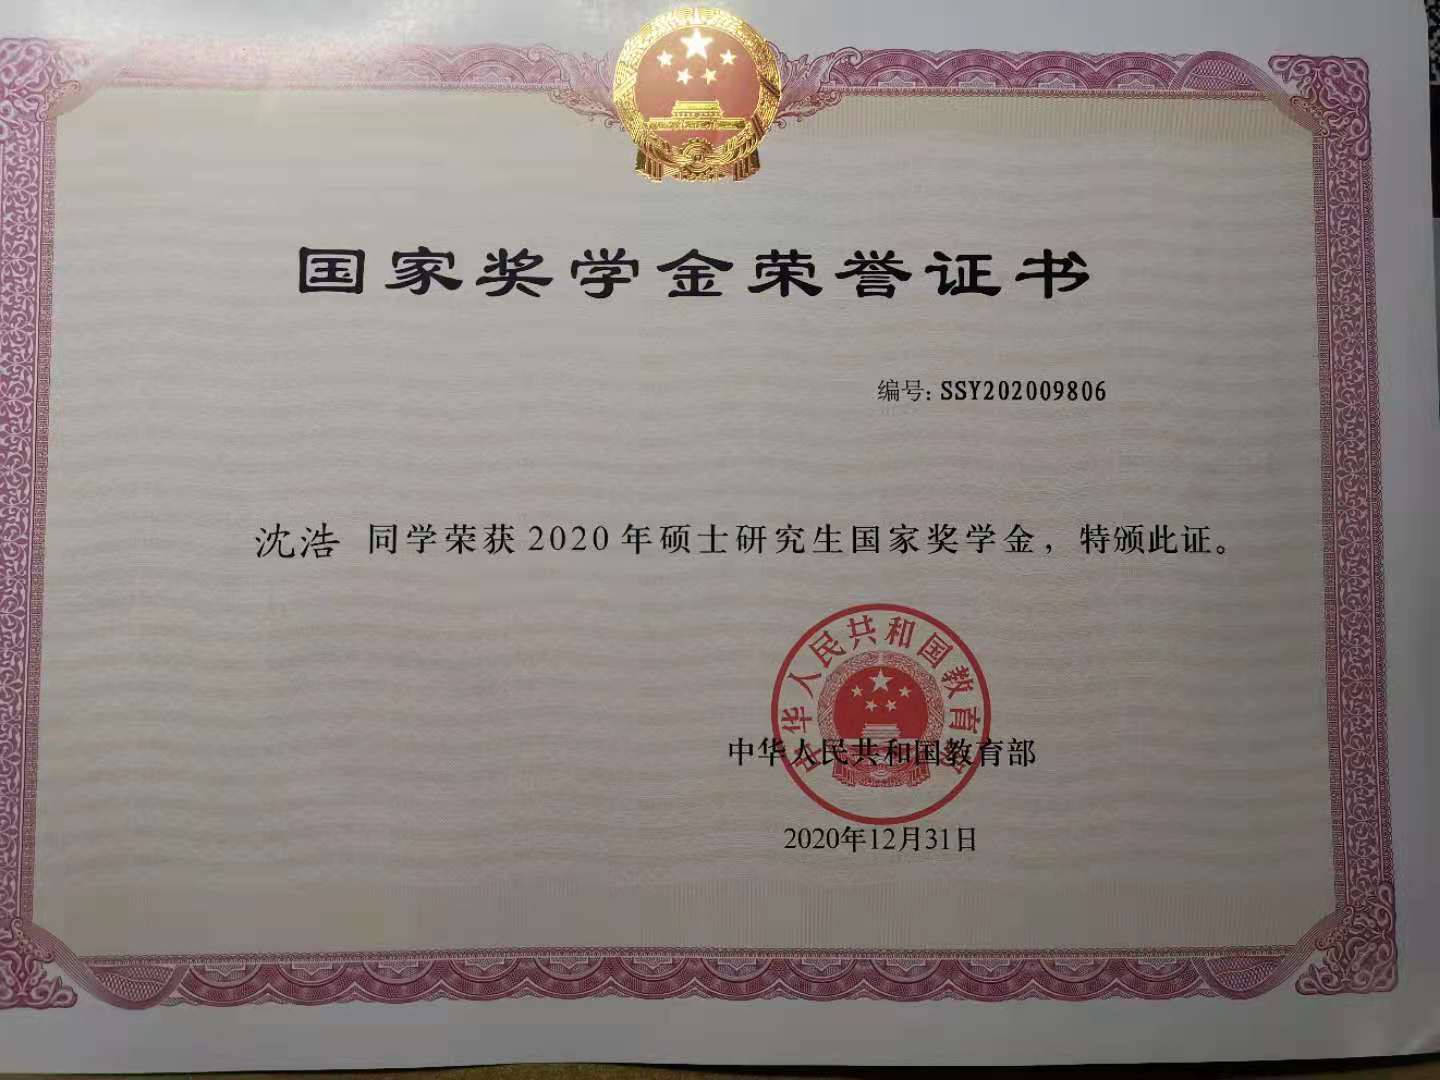 国家奖学金荣誉证书
编号: SSY202009806
沈浩 同学荣获2020年硕士研究生国家奖学金，特颁此证。
中华人民共和国教育部
中华人民共和国教育部
2020年12月31日